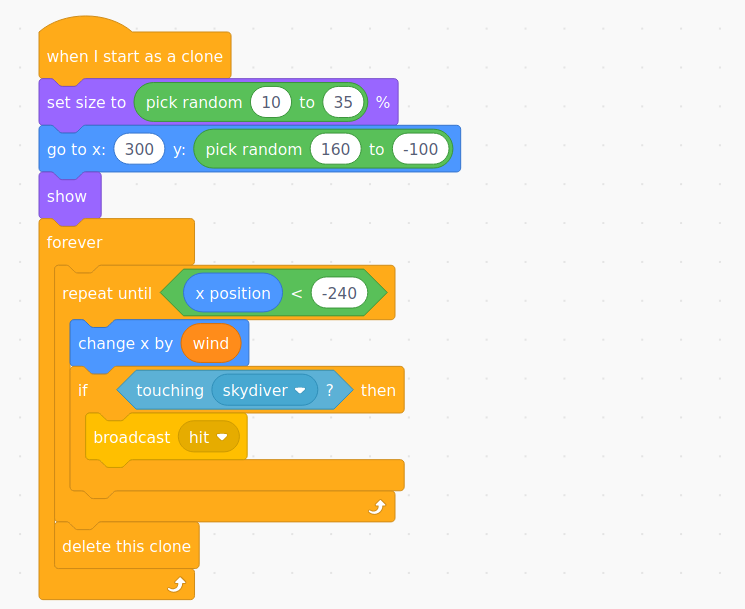 when I start as a clone
set size to pick random 10 to 35 %
go to x: 300 y: pick random 160 to -100
show
forever
repeat until x position < -240
change x by wind
if touching skydiver ? then
broadcast hit
delete this clone